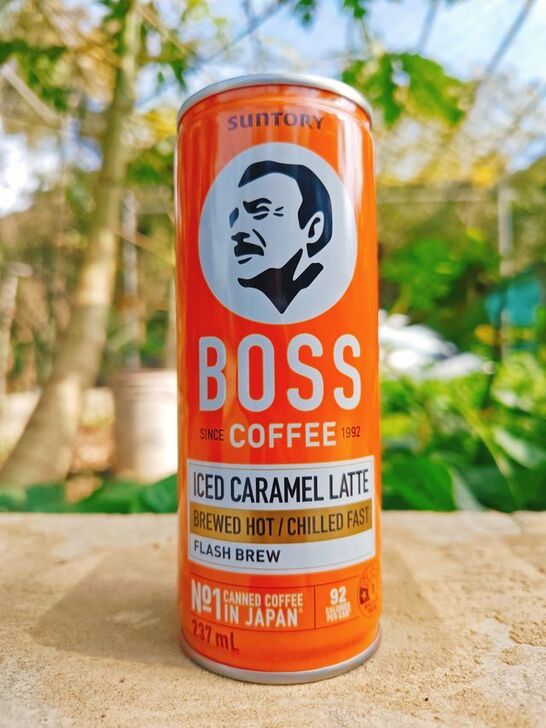 SUNTORY
BOSS
SINCE COFFEE 1992
ICED CARAMEL LATTE
BREWED HOT / CHILLED FAST
FLASH BREW
Nº1 CANNED COFFEE
IN JAPAN^
92
CALORIES
PER CAN*
237 mL